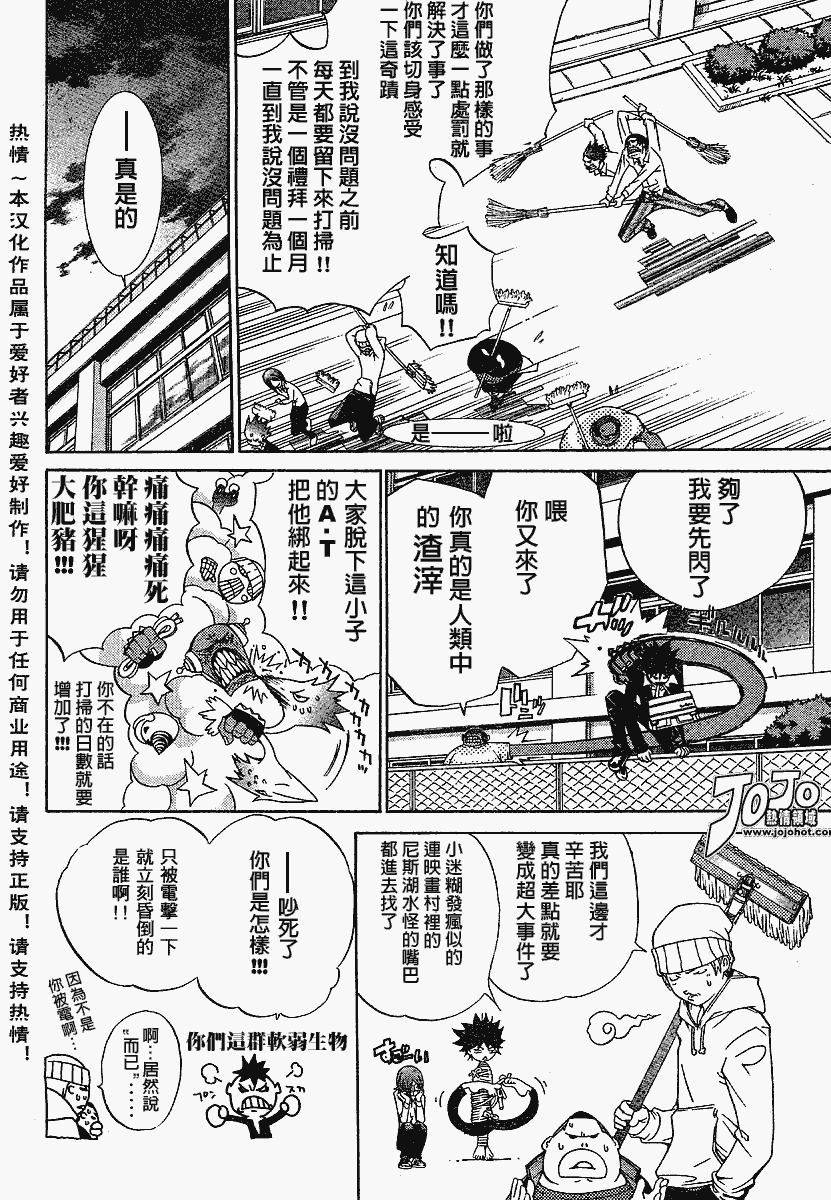 你們做了那樣的事
才這麼一點處罰就
解決了事了
你們該切身感受
一下這奇蹟
到我說沒問題之前
每天都要留下來打掃!!
不管是一個禮拜一個月
一直到我說沒問題為止
知道嗎!!
是——啦
——真是的
夠了
我要先閃了
喂
你又來了
你真的是人類中
的渣滓
大家脫下這小子
的A·T
把他綁起來!!
痛痛痛痛死
幹嘛呀
你這猩猩
大肥豬!!!
你不在的話
打掃的日數就要
增加了!!!
我們這邊才
辛苦耶
真的差點就要
變成超大事件了
小迷糊發瘋似的
連映畫村裡的
尼斯湖水怪的嘴巴
都進去找了
すごーい
——吵死了
你們是怎樣!!!
只被電擊一下
就立刻昏倒的
是誰啊!!
你們這群軟弱生物
プン
スカ
因為不是
你被電啊…
啊…居然說
"而已"……
JOJO
熱情領域
www.jojohot.com
热情~本汉化作品属于爱好者兴趣爱好制作!请勿用于任何商业用途!请支持正版!请支持热情!